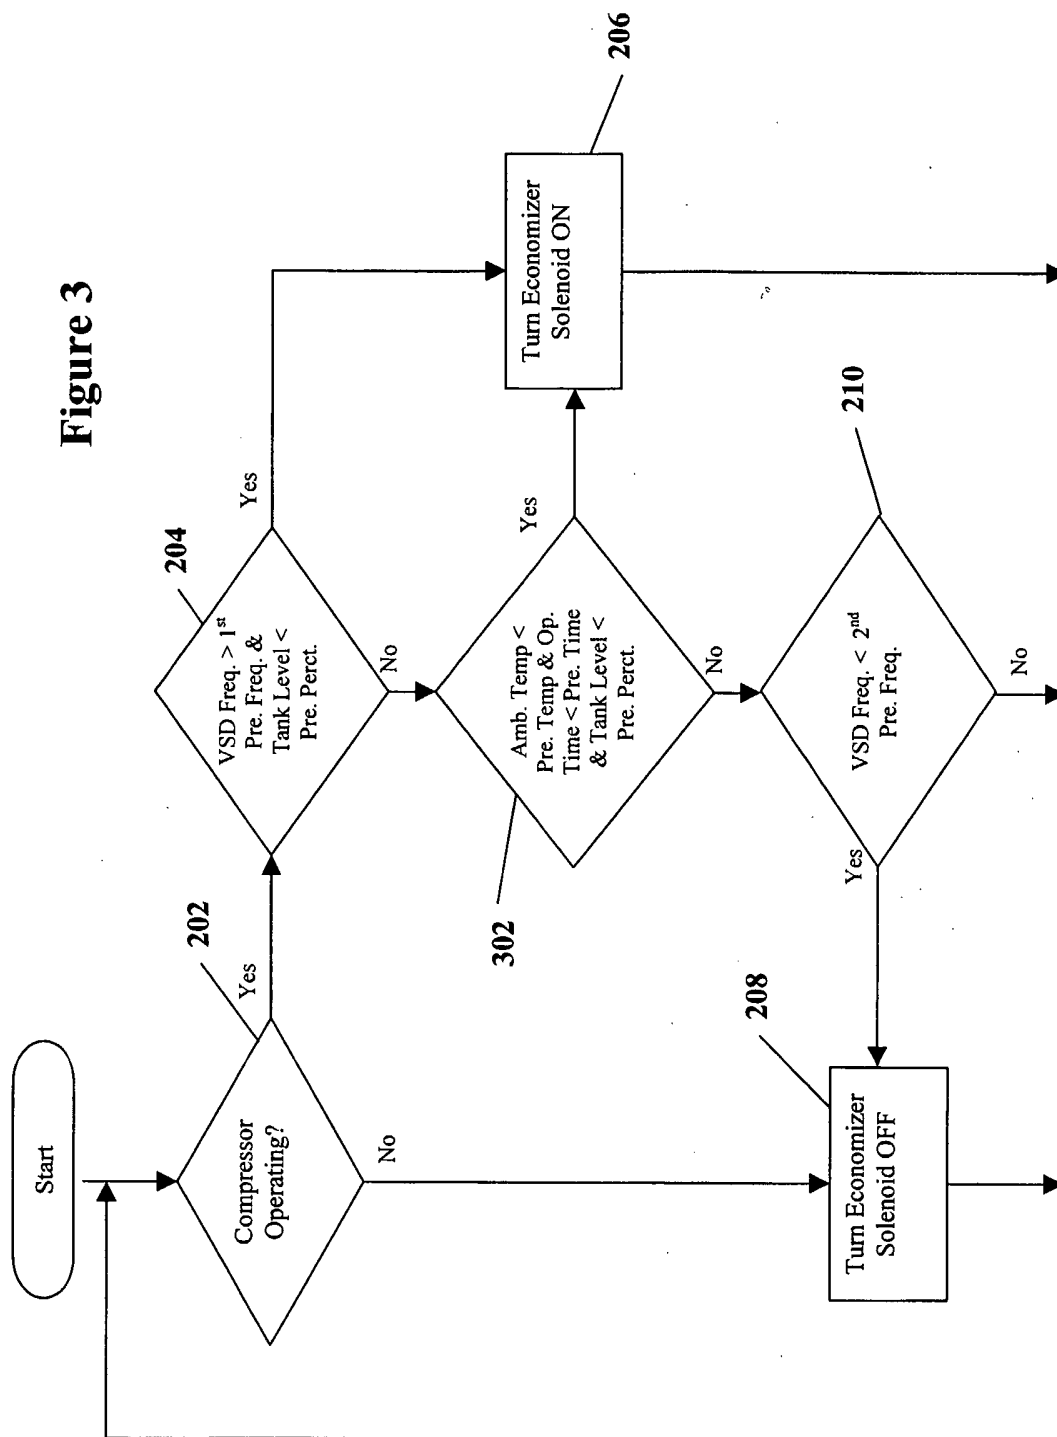 Figure 3
Start
Compressor
Operating?
202
Yes
No
VSD Freq. > 1st
Pre. Freq. &
Tank Level <
Pre. Perct.
204
Yes
No
Amb. Temp <
Pre. Temp & Op.
Time < Pre. Time
& Tank Level <
Pre. Perct.
302
Yes
No
Turn Economizer
Solenoid ON
206
VSD Freq. < 2nd
Pre. Freq.
210
Yes
No
Turn Economizer
Solenoid OFF
208